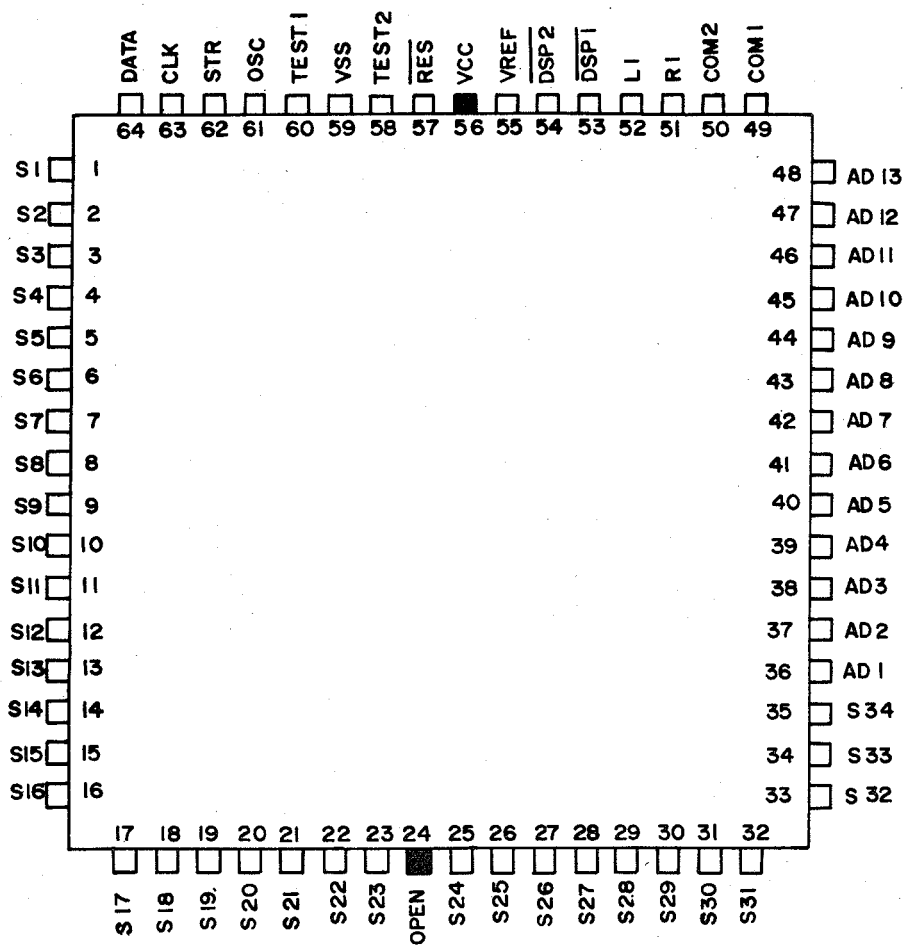 DATA CLK STR OSC TEST1 VSS TEST2 RES VCC VREF DSP2 DSP1 L1 R1 COM2 COM1
64 63 62 61 60 59 58 57 56 55 54 53 52 51 50 49
S1 1 48 AD13
S2 2 47 AD12
S3 3 46 AD11
S4 4 45 AD10
S5 5 44 AD9
S6 6 43 AD8
S7 7 42 AD7
S8 8 41 AD6
S9 9 40 AD5
S10 10 39 AD4
S11 11 38 AD3
S12 12 37 AD2
S13 13 36 AD1
S14 14 35 S34
S15 15 34 S33
S16 16 33 S32
17 18 19 20 21 22 23 24 25 26 27 28 29 30 31 32
S17 S18 S19. S20 S21 S22 S23 OPEN S24 S25 S26 S27 S28 S29 S30 S31